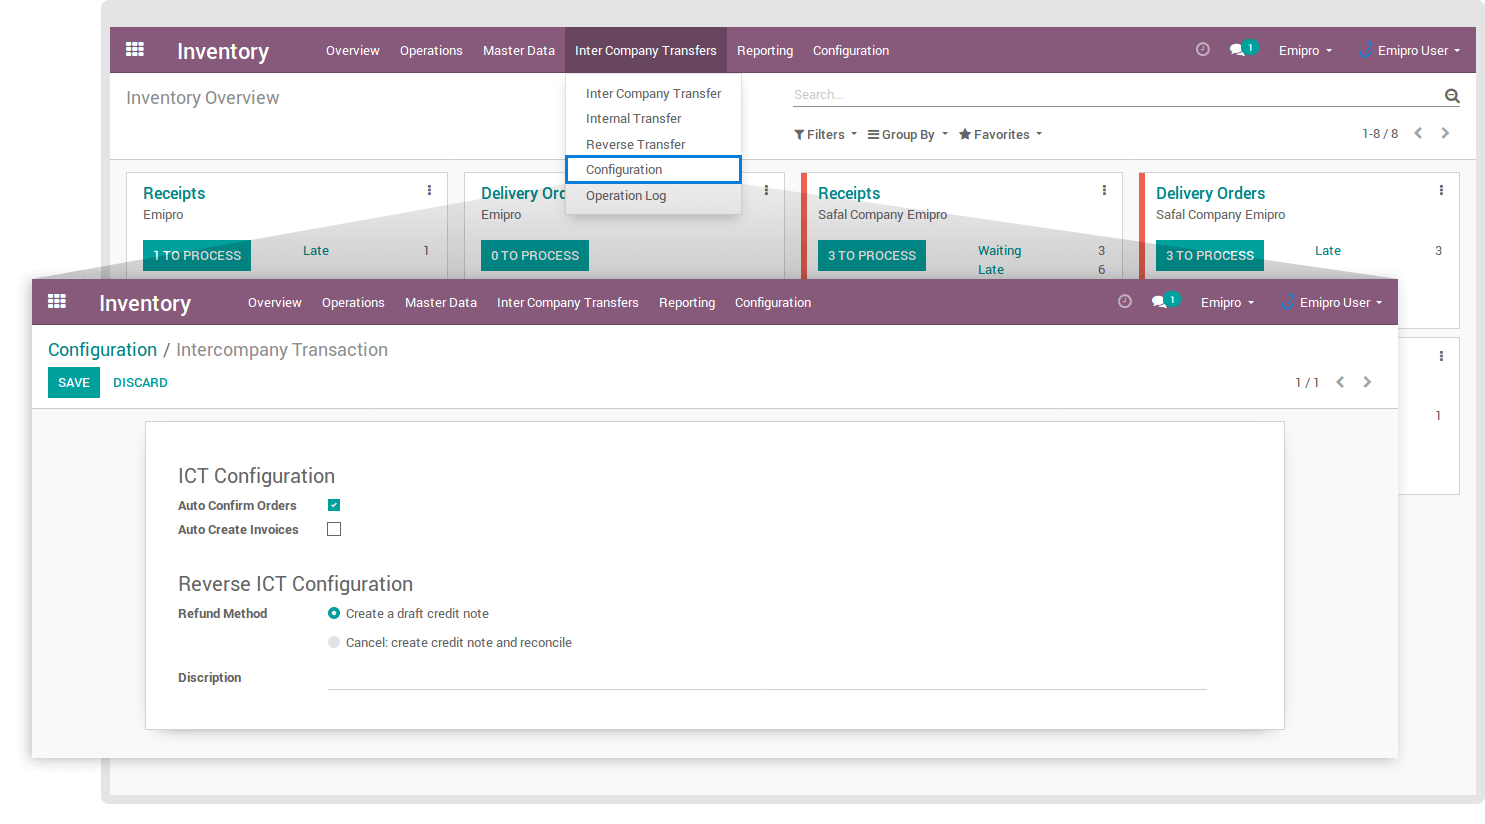 Inventory Overview Operations Master Data Inter Company Transfers Reporting Configuration 1 Emipro Emipro User
Inventory Overview
Search...
Filters Group By Favorites 1-8 / 8
Inter Company Transfer
Internal Transfer
Reverse Transfer
Configuration
Operation Log
Receipts
Emipro
1 TO PROCESS Late 1
Delivery Ord
Emipro
0 TO PROCESS
Receipts
Safal Company Emipro
3 TO PROCESS Waiting 3
Late 6
Delivery Orders
Safal Company Emipro
3 TO PROCESS Late 3
1
Inventory Overview Operations Master Data Inter Company Transfers Reporting Configuration 1 Emipro Emipro User
Configuration / Intercompany Transaction
SAVE DISCARD 1 / 1
ICT Configuration
Auto Confirm Orders
Auto Create Invoices
Reverse ICT Configuration
Refund Method Create a draft credit note
Cancel: create credit note and reconcile
Discription